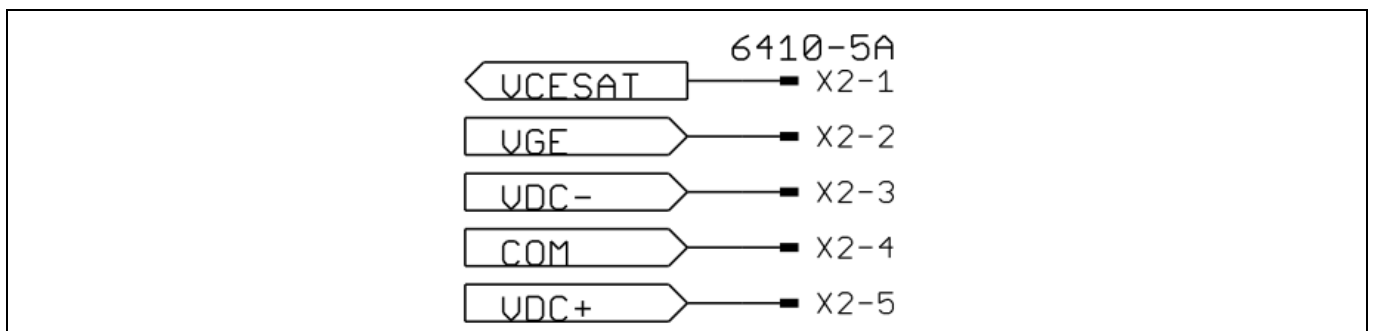 6410-5A
VCESAT X2-1
VGE X2-2
VDC- X2-3
COM X2-4
VDC+ X2-5